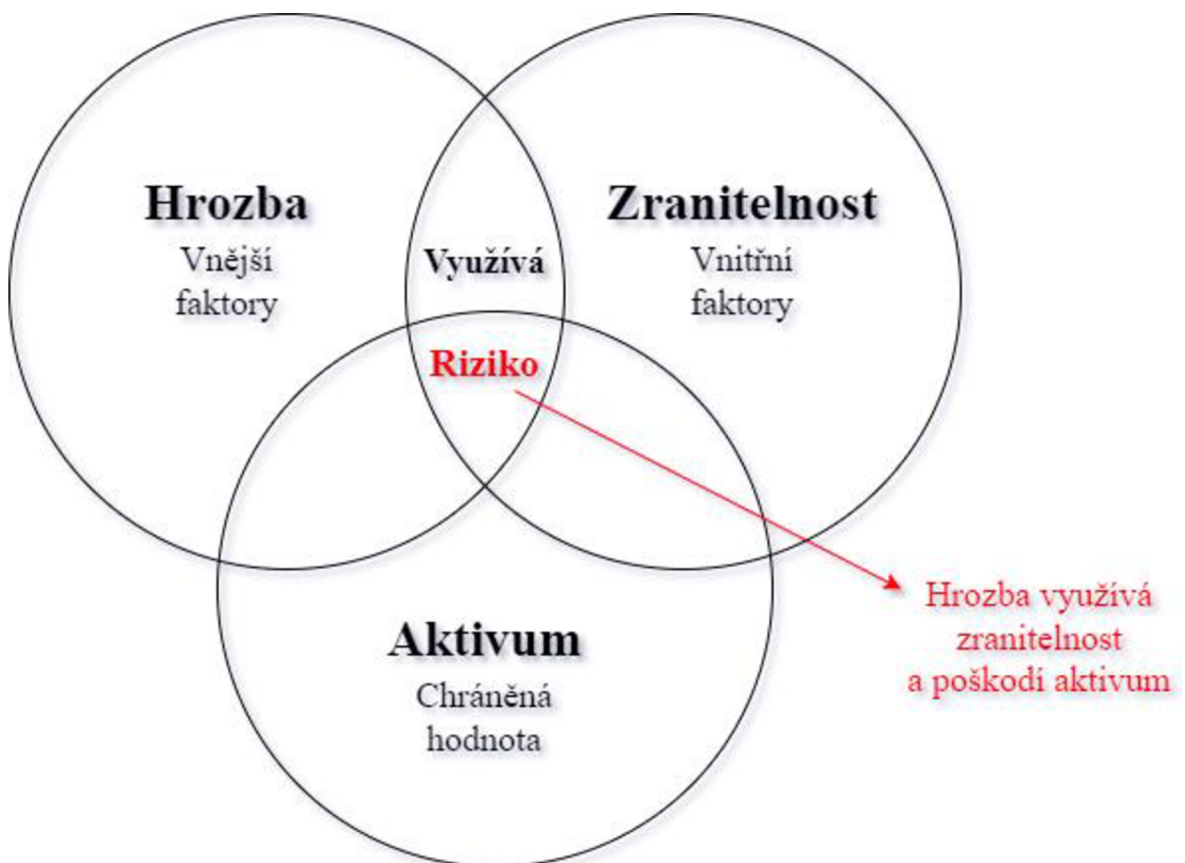 Hrozba
Vnější
faktory
Využívá
Zranitelnost
Vnitřní
faktory
Riziko
Aktivum
Chráněná
hodnota
Hrozba využívá
zranitelnost
a poškodí aktivum